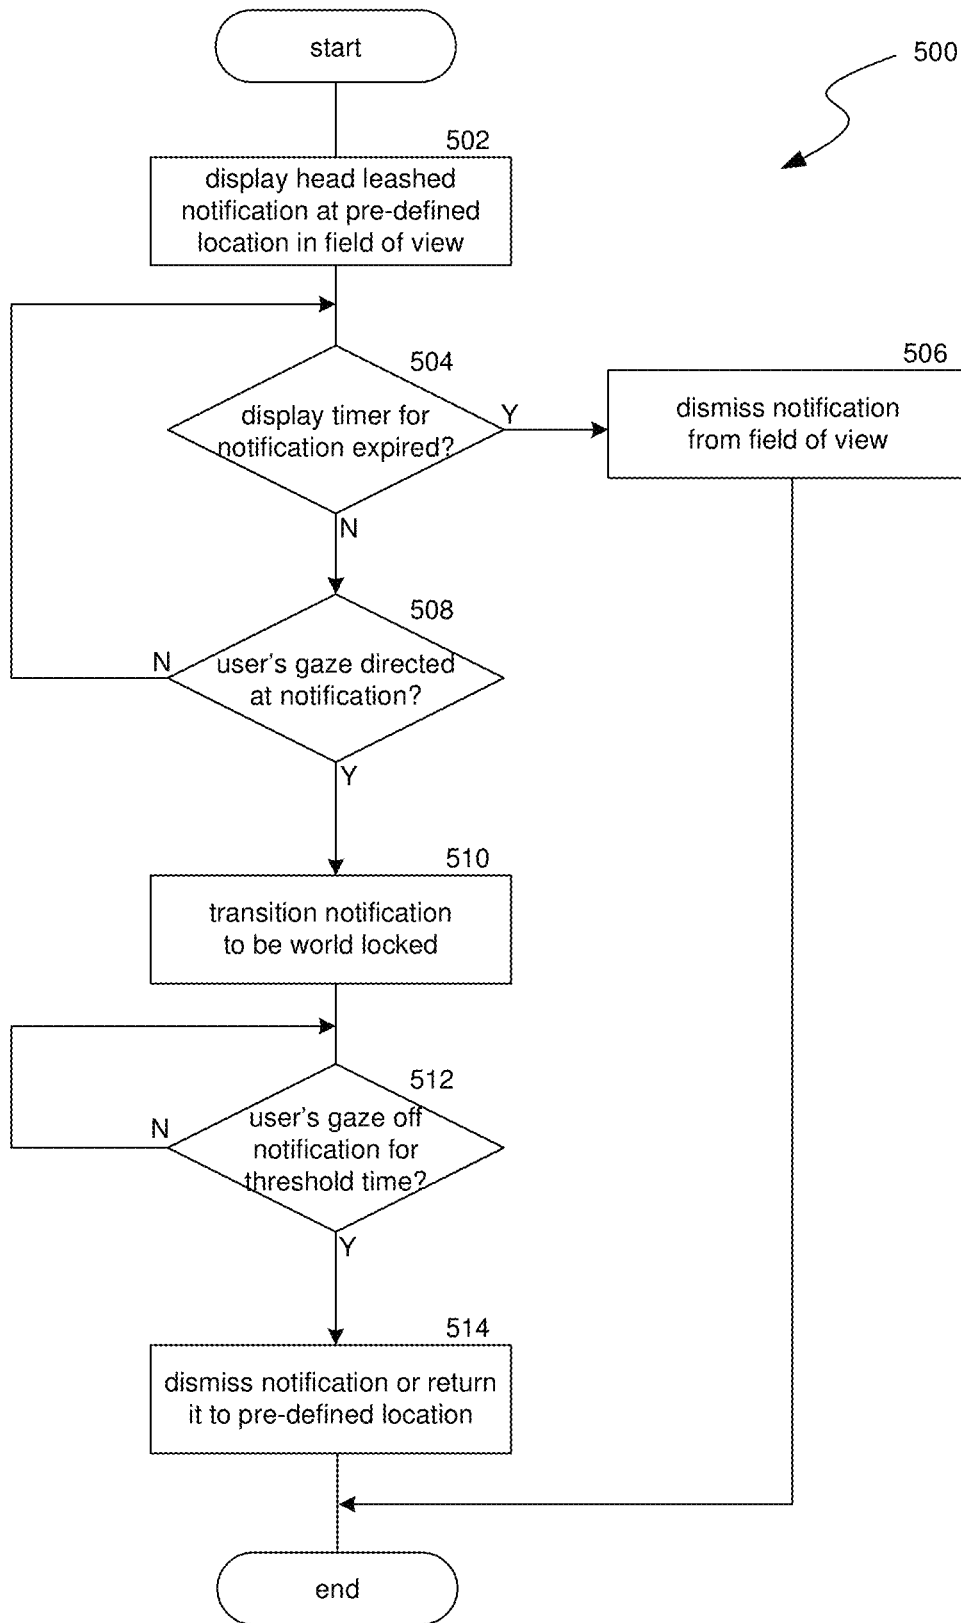 start
500
502
display head leashed
notification at pre-defined
location in field of view
504
display timer for
notification expired?
Y
N
506
dismiss notification
from field of view
508
user's gaze directed
at notification?
N
Y
510
transition notification
to be world locked
512
user's gaze off
notification for
threshold time?
N
Y
514
dismiss notification or return
it to pre-defined location
end